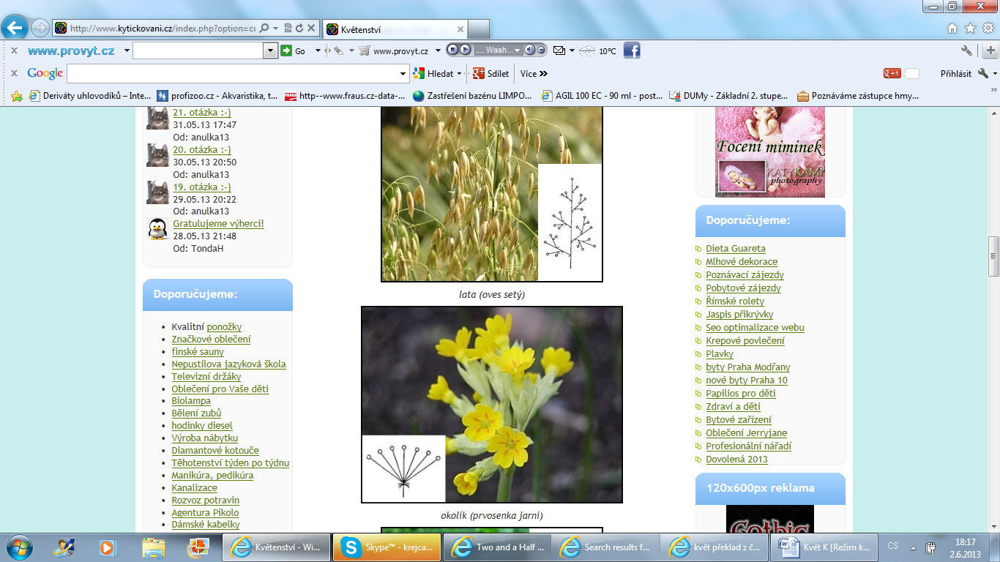 http://www.kytickovani.cz/index.php?option=cc
Květenství
www.provyt.cz
Go
www.provyt.cz
...... Wash...
10°C
Google
Hledat
Sdílet
Více
+1
Přihlásit
Deriváty uhlovodíků – Inte...
profizoo.cz - Akvaristika, t...
http--www.fraus.cz-data-...
Zastřešení bazénu LIMPO...
AGIL 100 EC - 90 ml - post...
DUMy - Základní 2. stupe...
Poznáváme zástupce hmy...
21. otázka :-)
31.05.13 17:47
Od: anulka13
20. otázka :-)
30.05.13 20:50
Od: anulka13
19. otázka :-)
29.05.13 20:22
Od: anulka13
Gratulujeme výherci!
28.05.13 21:48
Od: TondaH
Doporučujeme:
Kvalitní ponožky
Značkové oblečení
finské sauny
Nepustilova jazyková škola
Televizní držáky
Oblečení pro Vaše děti
Biolampa
Bělení zubů
hodinky diesel
Výroba nábytku
Diamantové kotouče
Těhotenství týden po týdnu
Manikúra, pedikúra
Kanalizace
Rozvoz potravin
Agentura Pikolo
Dámské kabelky
lata (oves setý)
okolík (prvosenka jarní)
Focení miminek
KATYKAMI
photography
Doporučujeme:
Dieta Guareta
Mlhové dekorace
Poznávací zájezdy
Pobytové zájezdy
Římské rolety
Jaspis přikrývky
Seo optimalizace webu
Krepové povlečení
Plavky
byty Praha Modřany
nové byty Praha 10
Papilios pro děti
Zdraví a děti
Bytové zařízení
Oblečení Jerryjane
Profesionální nářadí
Dovolená 2013
120x600px reklama
Gothic
Květenství - Wi...
Skype™ - krejca...
Two and a Half ...
Search results f...
květ překlad z č...
Květ K [Režim k...
CS
18:17
2.6.2013